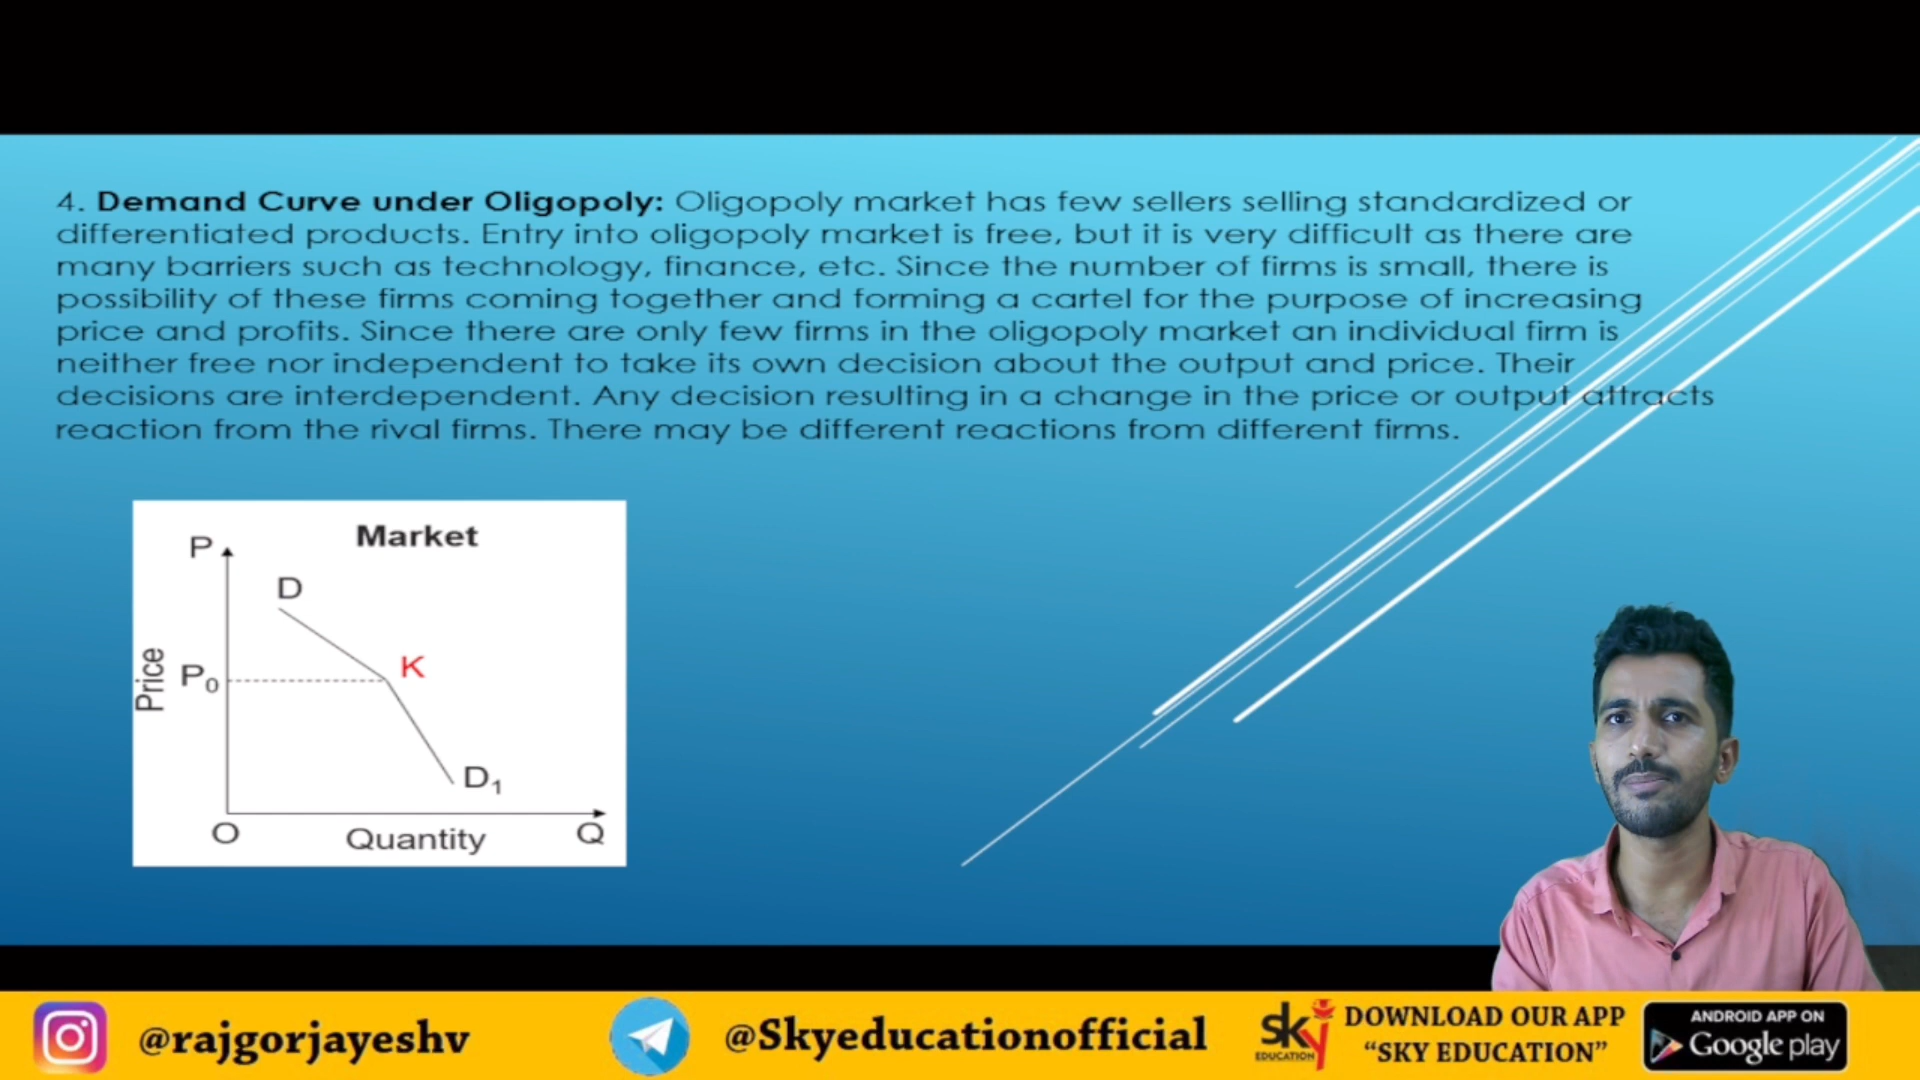 4. Demand Curve under Oligopoly: Oligopoly market has few sellers selling standardized or
differentiated products. Entry into oligopoly market is free, but it is very difficult as there are
many barriers such as technology, finance, etc. Since the number of firms is small, there is
possibility of these firms coming together and forming a cartel for the purpose of increasing
price and profits. Since there are only few firms in the oligopoly market an individual firm is
neither free nor independent to take its own decision about the output and price. Their
decisions are interdependent. Any decision resulting in a change in the price or output attracts
reaction from the rival firms. There may be different reactions from different firms.
Market
P
D
K
Price
P₀
D₁
O
Quantity
Q
@rajgorjayeshv
@Skyeducationofficial
sky
EDUCATION
DOWNLOAD OUR APP
“SKY EDUCATION”
ANDROID APP ON
Google play